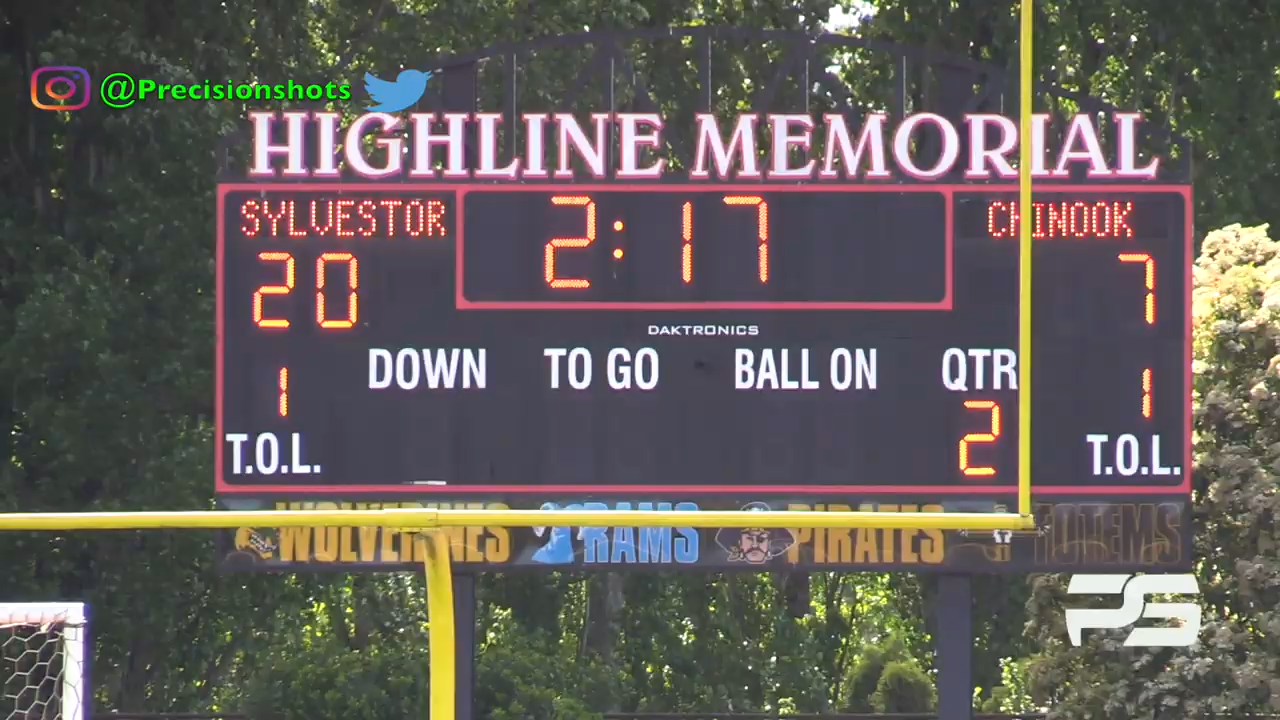 @Precisionshots
HIGHLINE MEMORIAL
SYLVESTOR 2:17 CHINOOK
20 7
DAKTRONICS
DOWN TO GO BALL ON QTR
1 2 1
T.O.L. T.O.L.
WOLVERINES RAMS PIRATES TOTEMS
PS